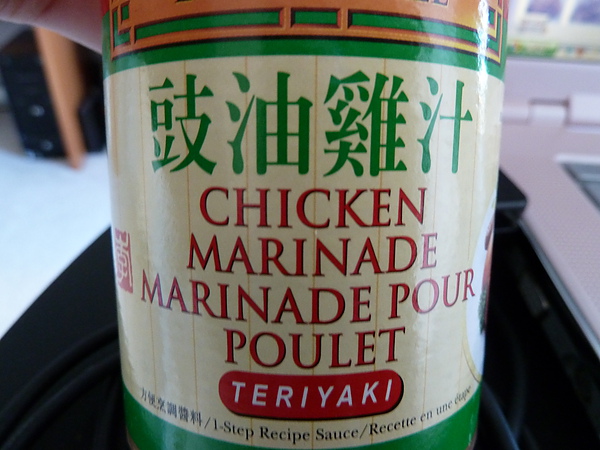 豉油雞汁
CHICKEN
MARINADE
MARINADE POUR
POULET
TERIYAKI
方便烹調醬料/1-Step Recipe Sauce/Recette en une étape